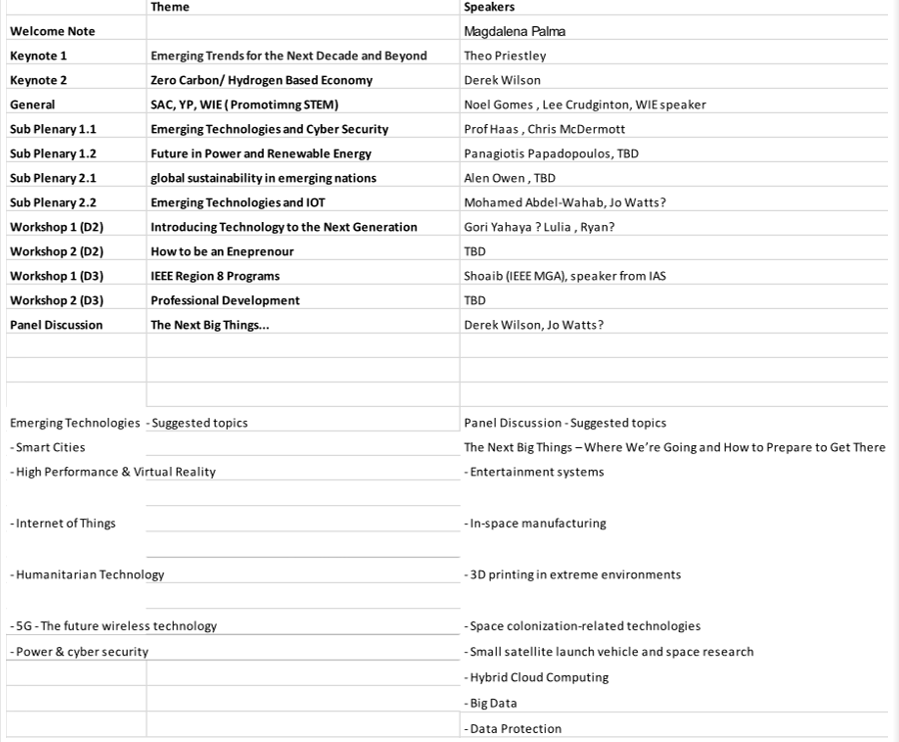 Theme Speakers
Welcome Note Magdalena Palma
Keynote 1 Emerging Trends for the Next Decade and Beyond Theo Priestley
Keynote 2 Zero Carbon/ Hydrogen Based Economy Derek Wilson
General SAC, YP, WIE ( Promotimng STEM) Noel Gomes , Lee Crudginton, WIE speaker
Sub Plenary 1.1 Emerging Technologies and Cyber Security Prof Haas , Chris McDermott
Sub Plenary 1.2 Future in Power and Renewable Energy Panagiotis Papadopoulos, TBD
Sub Plenary 2.1 global sustainability in emerging nations Alen Owen , TBD
Sub Plenary 2.2 Emerging Technologies and IOT Mohamed Abdel-Wahab, Jo Watts?
Workshop 1 (D2) Introducing Technology to the Next Generation Gori Yahaya ? Lulia , Ryan?
Workshop 2 (D2) How to be an Eneprenour TBD
Workshop 1 (D3) IEEE Region 8 Programs Shoaib (IEEE MGA), speaker from IAS
Workshop 2 (D3) Professional Development TBD
Panel Discussion The Next Big Things... Derek Wilson, Jo Watts?
Emerging Technologies - Suggested topics Panel Discussion - Suggested topics
- Smart Cities The Next Big Things – Where We're Going and How to Prepare to Get There
- High Performance & Virtual Reality - Entertainment systems
- Internet of Things - In-space manufacturing
- Humanitarian Technology - 3D printing in extreme environments
- 5G - The future wireless technology - Space colonization-related technologies
- Power & cyber security - Small satellite launch vehicle and space research
- Hybrid Cloud Computing
- Big Data
- Data Protection